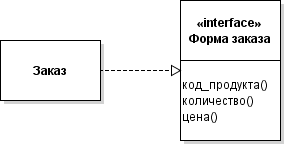 Заказ
«interface»
Форма заказа
код_продукта()
количество()
цена()